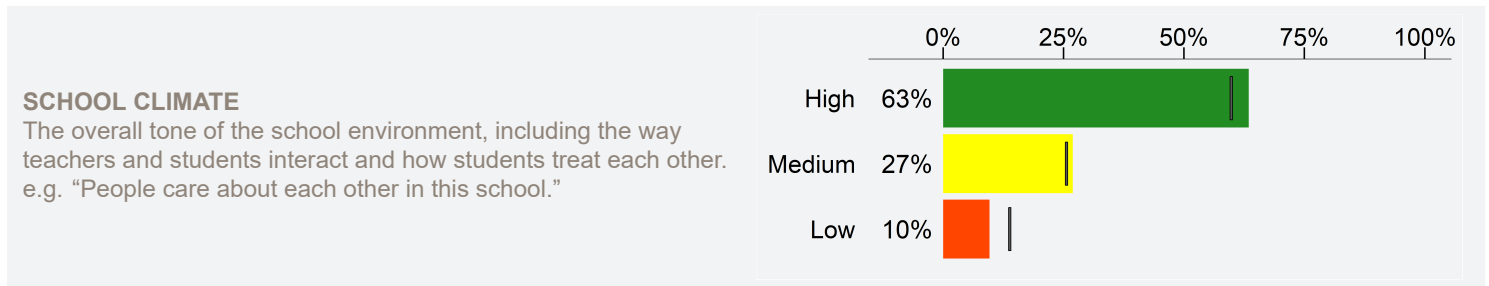 SCHOOL CLIMATE
The overall tone of the school environment, including the way
teachers and students interact and how students treat each other.
e.g. “People care about each other in this school.”
0% 25% 50% 75% 100%
High 63%
Medium 27%
Low 10%